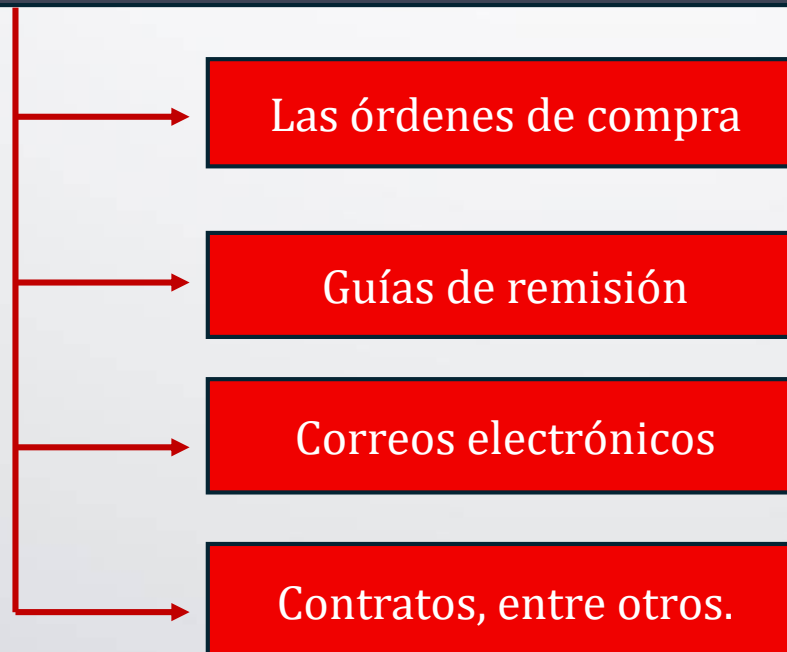 Las órdenes de compra
Guías de remisión
Correos electrónicos
Contratos, entre otros.